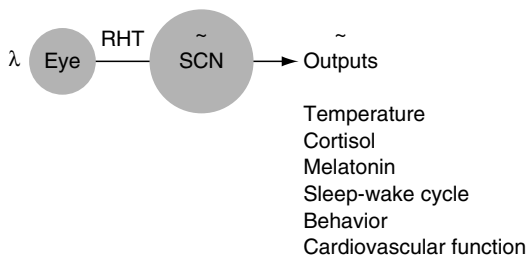 RHT
~ ~
λ Eye SCN Outputs
Temperature
Cortisol
Melatonin
Sleep-wake cycle
Behavior
Cardiovascular function